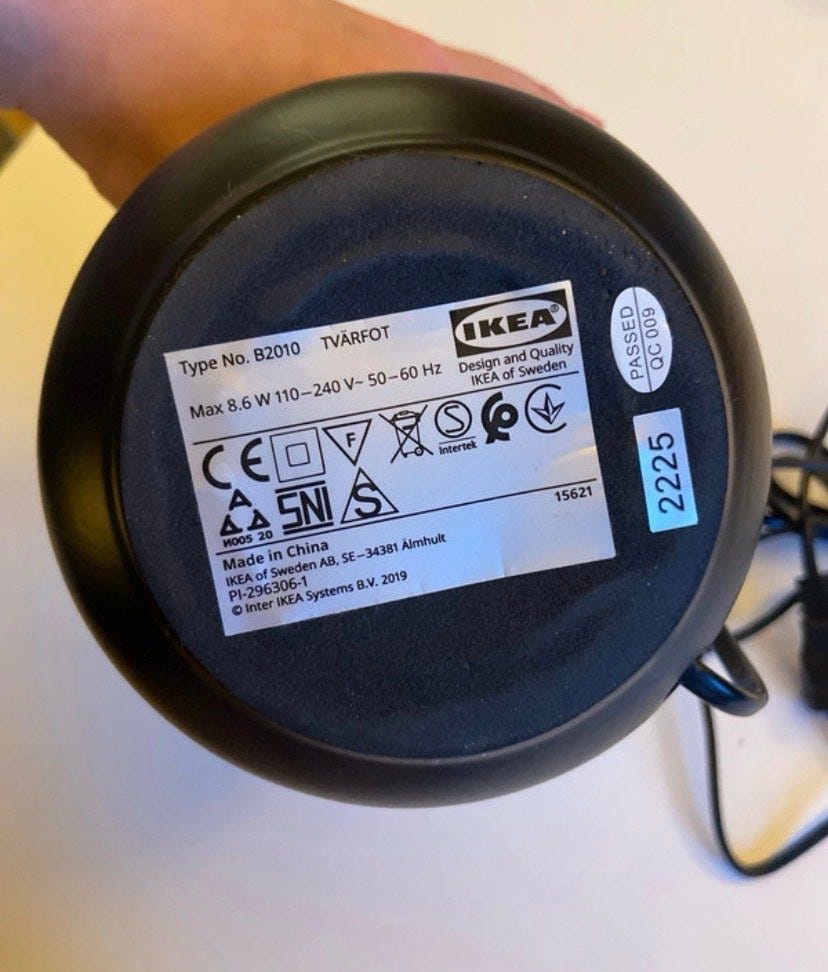 Type No. B2010 TVÄRFOT
IKEA®
Design and Quality
IKEA of Sweden
Max 8.6 W 110–240 V~ 50–60 Hz
CE
F
S
Intertek
И005 20
SNI
S
15621
Made in China
IKEA of Sweden AB, SE–34381 Älmhult
PI-296306-1
© Inter IKEA Systems B.V. 2019
PASSED
QC 009
2225